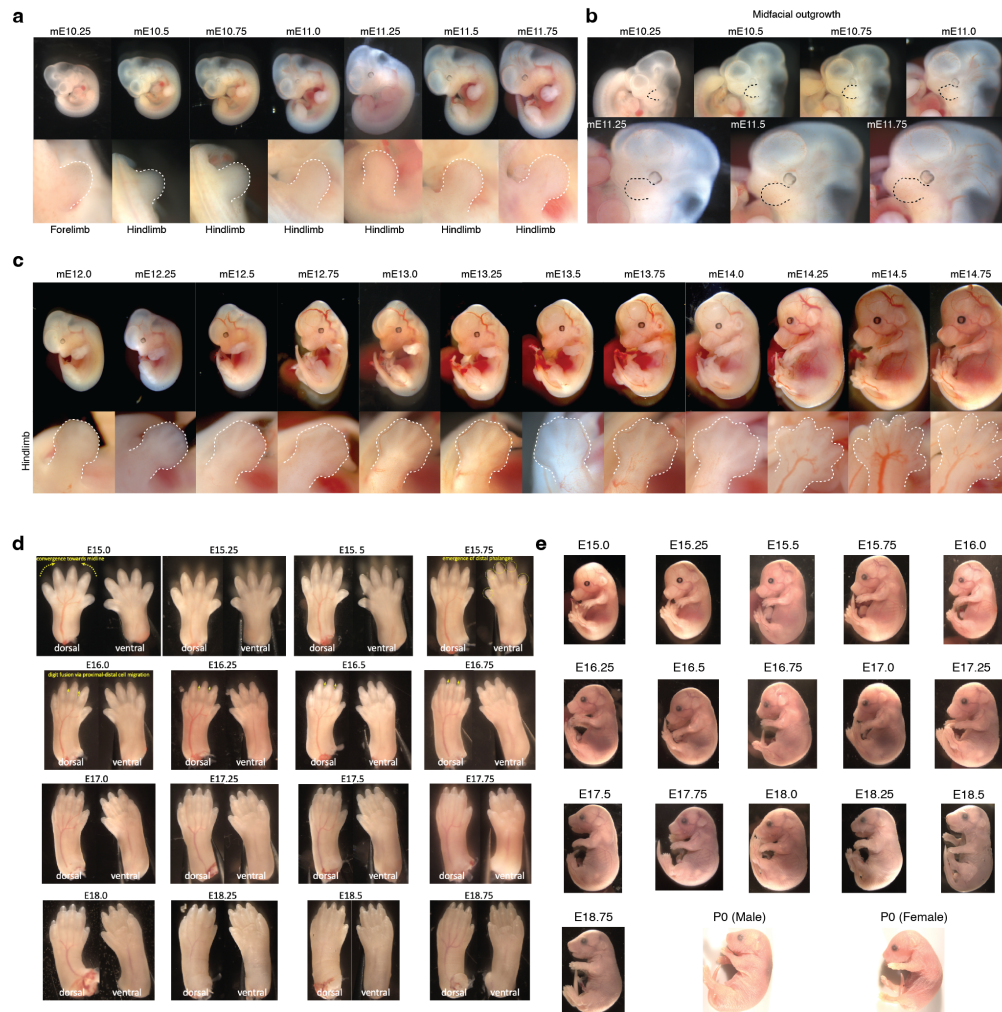 a
mE10.25 mE10.5 mE10.75 mE11.0 mE11.25 mE11.5 mE11.75
Forelimb Hindlimb Hindlimb Hindlimb Hindlimb Hindlimb Hindlimb
b
Midfacial outgrowth
mE10.25 mE10.5 mE10.75 mE11.0
mE11.25 mE11.5 mE11.75
c
mE12.0 mE12.25 mE12.5 mE12.75 mE13.0 mE13.25 mE13.5 mE13.75 mE14.0 mE14.25 mE14.5 mE14.75
Hindlimb
d
E15.0 E15.25 E15. 5 E15.75
convergence towards midline emergence of distal phalanges
dorsal ventral dorsal ventral dorsal ventral dorsal ventral
E16.0 E16.25 E16.5 E16.75
digit fusion via proximal-distal cell migration
dorsal ventral dorsal ventral dorsal ventral dorsal ventral
E17.0 E17.25 E17.5 E17.75
dorsal ventral dorsal ventral dorsal ventral dorsal ventral
E18.0 E18.25 E18.5 E18.75
dorsal ventral dorsal ventral dorsal ventral dorsal ventral
e
E15.0 E15.25 E15.5 E15.75 E16.0
E16.25 E16.5 E16.75 E17.0 E17.25
E17.5 E17.75 E18.0 E18.25 E18.5
E18.75 P0 (Male) P0 (Female)